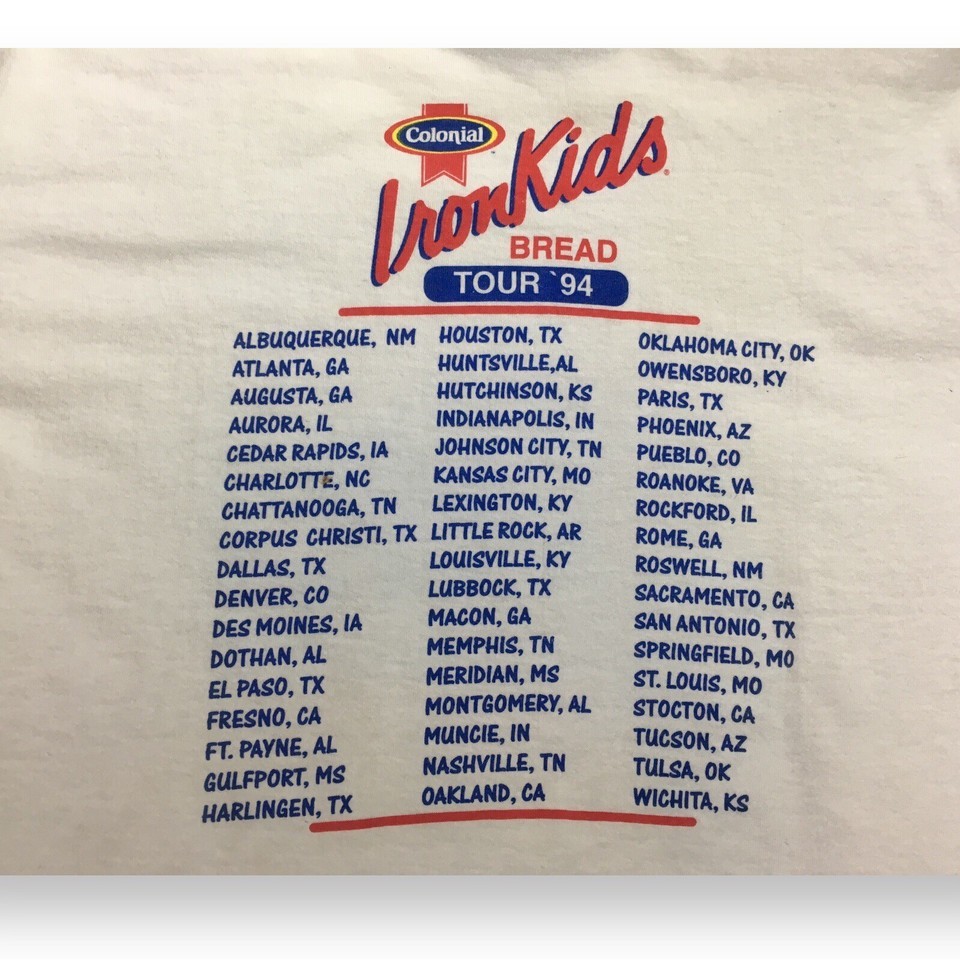 Colonial
IronKids
BREAD
TOUR `94
ALBUQUERQUE, NM
ATLANTA, GA
AUGUSTA, GA
AURORA, IL
CEDAR RAPIDS, IA
CHARLOTTE, NC
CHATTANOOGA, TN
CORPUS CHRISTI, TX
DALLAS, TX
DENVER, CO
DES MOINES, IA
DOTHAN, AL
EL PASO, TX
FRESNO, CA
FT. PAYNE, AL
GULFPORT, MS
HARLINGEN, TX
HOUSTON, TX
HUNTSVILLE,AL
HUTCHINSON, KS
INDIANAPOLIS, IN
JOHNSON CITY, TN
KANSAS CITY, MO
LEXINGTON, KY
LITTLE ROCK, AR
LOUISVILLE, KY
LUBBOCK, TX
MACON, GA
MEMPHIS, TN
MERIDIAN, MS
MONTGOMERY, AL
MUNCIE, IN
NASHVILLE, TN
OAKLAND, CA
OKLAHOMA CITY, OK
OWENSBORO, KY
PARIS, TX
PHOENIX, AZ
PUEBLO, CO
ROANOKE, VA
ROCKFORD, IL
ROME, GA
ROSWELL, NM
SACRAMENTO, CA
SAN ANTONIO, TX
SPRINGFIELD, MO
ST. LOUIS, MO
STOCTON, CA
TUCSON, AZ
TULSA, OK
WICHITA, KS